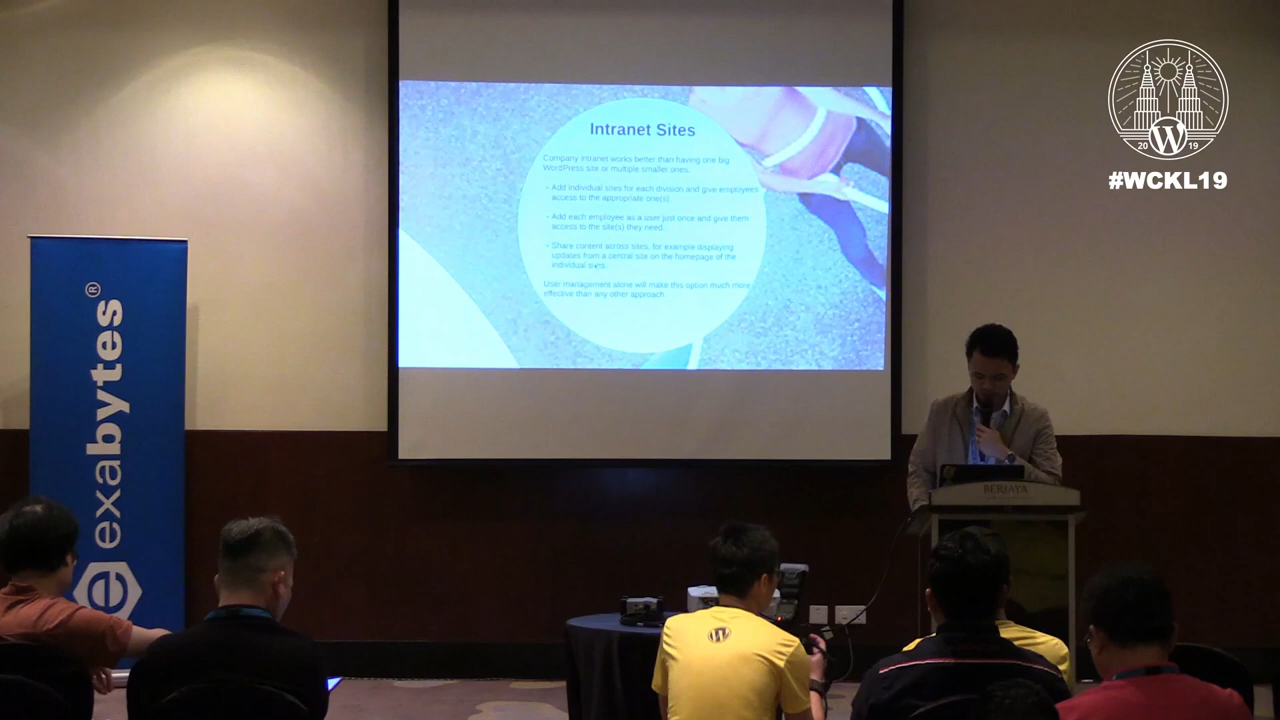 Intranet Sites
Company intranet works better than having one big
WordPress site or multiple smaller ones.
- Add individual sites for each division and give employees
access to the appropriate one(s)
- Add each employee as a user just once and give them
access to the site(s) they need.
- Share content across sites, for example displaying
updates from a central site on the homepage of the
individual sites.
User management alone will make this option much more
effective than any other approach.
20 19
#WCKL19
exabytes®
BERJAYA